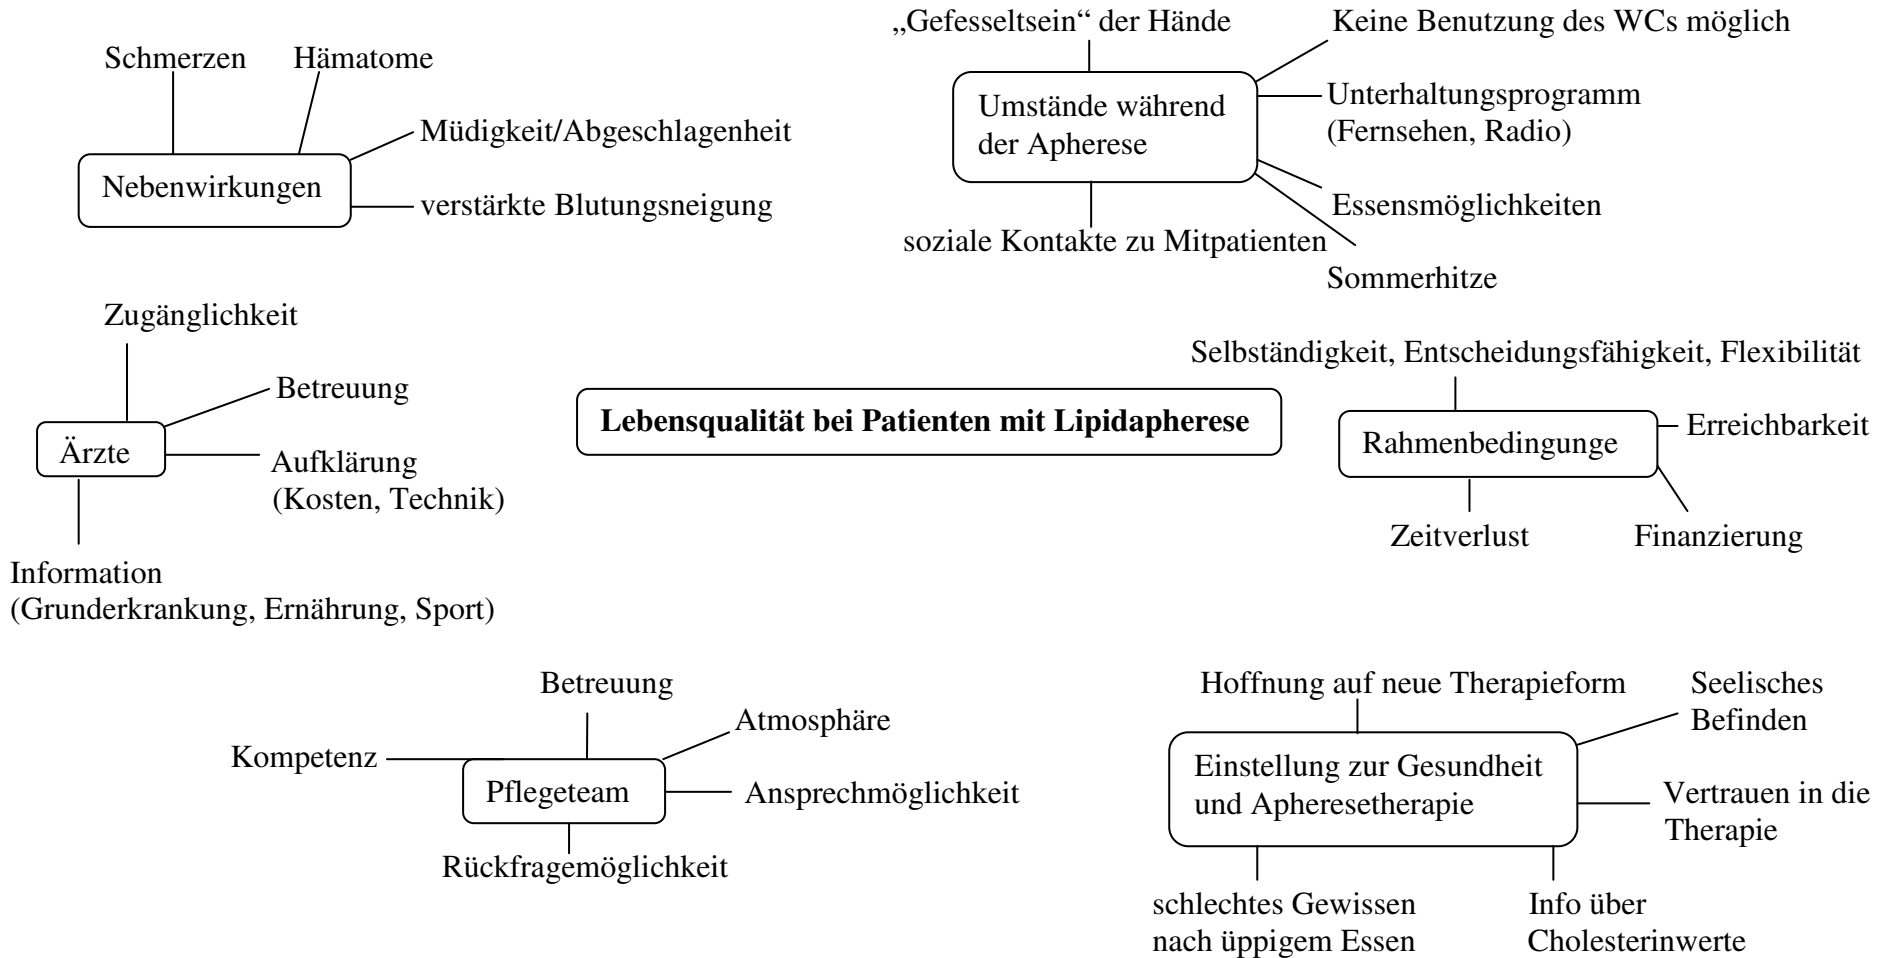 „Gefesseltsein“ der Hände
Keine Benutzung des WCs möglich
Schmerzen
Hämatome
Umstände während
der Apherese
Unterhaltungsprogramm
(Fernsehen, Radio)
Müdigkeit/Abgeschlagenheit
Nebenwirkungen
verstärkte Blutungsneigung
Essensmöglichkeiten
soziale Kontakte zu Mitpatienten
Sommerhitze
Zugänglichkeit
Selbständigkeit, Entscheidungsfähigkeit, Flexibilität
Betreuung
Lebensqualität bei Patienten mit Lipidapherese
Erreichbarkeit
Rahmenbedingunge
Ärzte
Aufklärung
(Kosten, Technik)
Zeitverlust
Finanzierung
Information
(Grunderkrankung, Ernährung, Sport)
Betreuung
Hoffnung auf neue Therapieform
Seelisches
Befinden
Atmosphäre
Kompetenz
Einstellung zur Gesundheit
und Apheresetherapie
Pflegeteam
Ansprechmöglichkeit
Vertrauen in die
Therapie
Rückfragemöglichkeit
schlechtes Gewissen
nach üppigem Essen
Info über
Cholesterinwerte